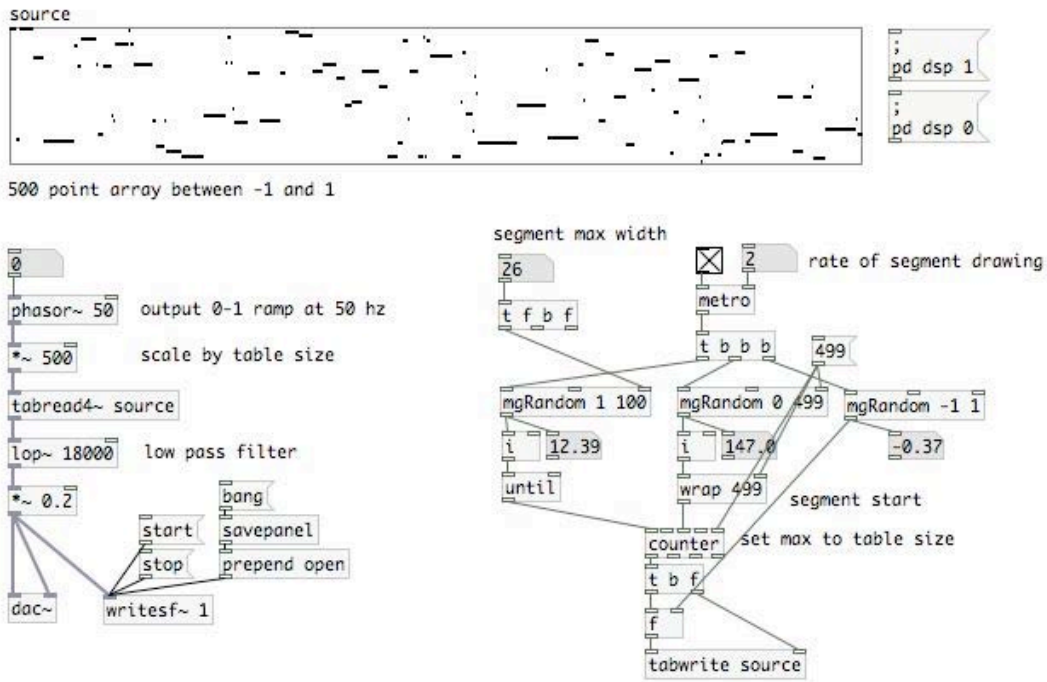 source
;
pd dsp 1
;
pd dsp 0
500 point array between -1 and 1
segment max width
0
26
2
rate of segment drawing
phasor~ 50
output 0-1 ramp at 50 hz
t f b f
metro
*~ 500
scale by table size
t b b b
499
tabread4~ source
mgRandom 1 100
mgRandom 0 499
mgRandom -1 1
lop~ 18000
low pass filter
i
12.39
i
147.0
-0.37
*~ 0.2
bang
until
wrap 499
segment start
start
savepanel
counter
set max to table size
stop
prepend open
t b f
dac~
writesf~ 1
f
tabwrite source